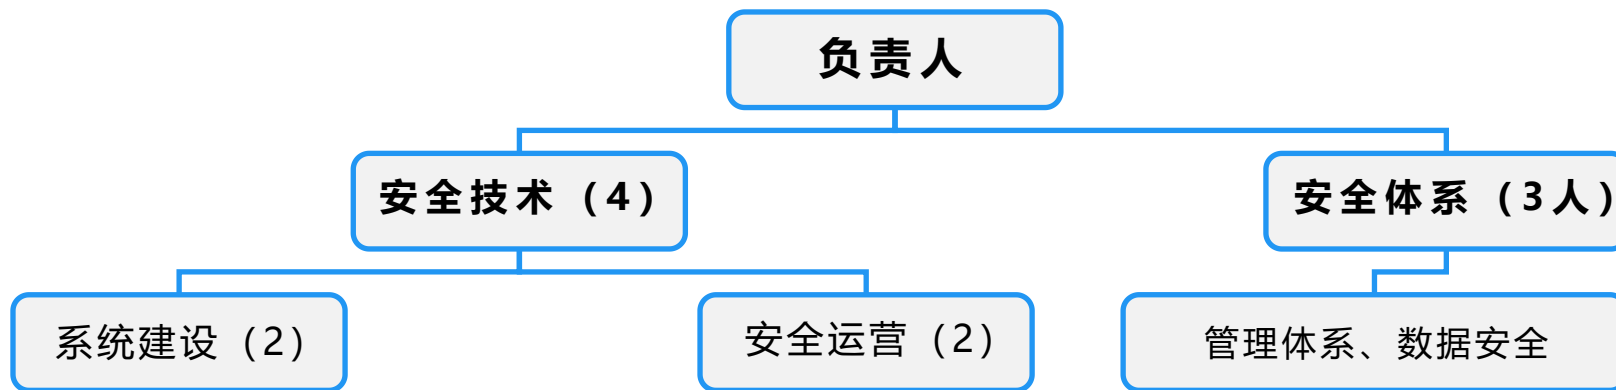 负责人
安全技术（4）
安全体系（3人）
系统建设（2）
安全运营（2）
管理体系、数据安全